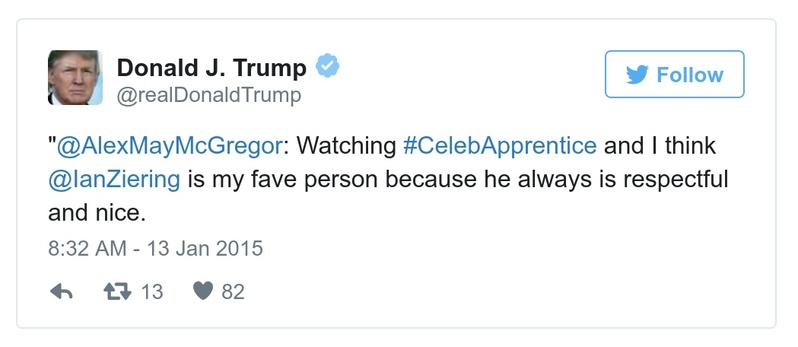 Donald J. Trump
@realDonaldTrump
Follow
"@AlexMayMcGregor: Watching #CelebApprentice and I think
@IanZiering is my fave person because he always is respectful
and nice.
8:32 AM - 13 Jan 2015
13 82